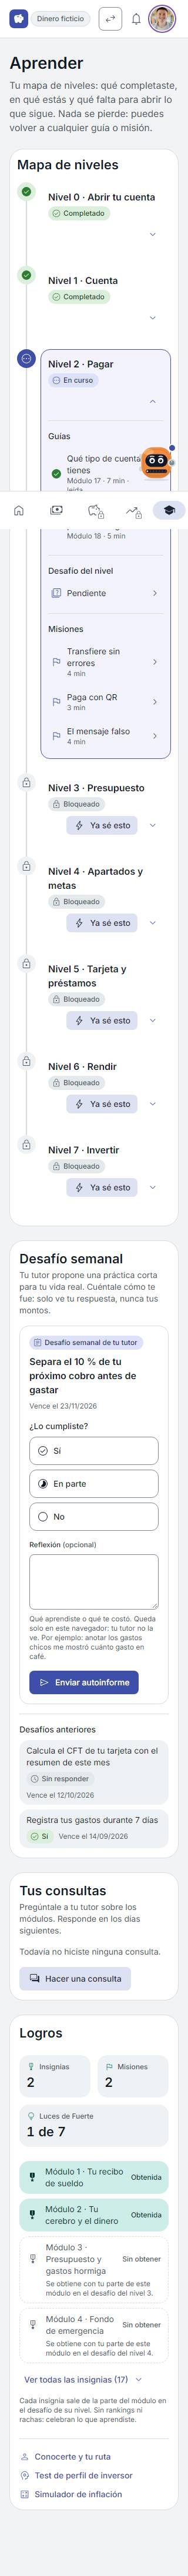 Dinero ficticio
Aprender
Tu mapa de niveles: qué completaste,
en qué estás y qué falta para abrir lo
que sigue. Nada se pierde: puedes
volver a cualquier guía o misión.
Mapa de niveles
Nivel 0 · Abrir tu cuenta
Completado
Nivel 1 · Cuenta
Completado
Nivel 2 · Pagar
En curso
Guías
Qué tipo de cuenta
tienes
Módulo 17 · 7 min ·
Módulo 18 · 5 min
Desafío del nivel
Pendiente
Misiones
Transfiere sin
errores
4 min
Paga con QR
3 min
El mensaje falso
4 min
Nivel 3 · Presupuesto
Bloqueado
Ya sé esto
Nivel 4 · Apartados y
metas
Bloqueado
Ya sé esto
Nivel 5 · Tarjeta y
préstamos
Bloqueado
Ya sé esto
Nivel 6 · Rendir
Bloqueado
Ya sé esto
Nivel 7 · Invertir
Bloqueado
Ya sé esto
Desafío semanal
Tu tutor propone una práctica corta
para tu vida real. Cuéntale cómo te
fue: solo ve tu respuesta, nunca tus
montos.
Desafío semanal de tu tutor
Separa el 10 % de tu
próximo cobro antes de
gastar
Vence el 23/11/2026
¿Lo cumpliste?
Sí
En parte
No
Reflexión (opcional)
Qué aprendiste o qué te costó. Queda
solo en este navegador: tu tutor no la
ve. Por ejemplo: anotar los gastos
chicos me mostró cuánto gasto en
café.
Enviar autoinforme
Desafíos anteriores
Calcula el CFT de tu tarjeta con el
resumen de este mes
Sin responder
Vence el 12/10/2026
Registra tus gastos durante 7 días
Sí Vence el 14/09/2026
Tus consultas
Pregúntale a tu tutor sobre los
módulos. Responde en los días
siguientes.
Todavía no hiciste ninguna consulta.
Hacer una consulta
Logros
Insignias
2
Misiones
2
Luces de Fuerte
1 de 7
Módulo 1 · Tu recibo
de sueldo
Obtenida
Módulo 2 · Tu
cerebro y el dinero
Obtenida
Módulo 3 ·
Presupuesto y
gastos hormiga
Sin obtener
Se obtiene con tu parte de este
módulo en el desafío del nivel 3.
Módulo 4 · Fondo
de emergencia
Sin obtener
Se obtiene con tu parte de este
módulo en el desafío del nivel 4.
Ver todas las insignias (17)
Cada insignia sale de la parte del módulo en
el desafío de su nivel. Sin rankings ni
rachas: celebran lo que aprendiste.
Conocerte y tu ruta
Test de perfil de inversor
Simulador de inflación